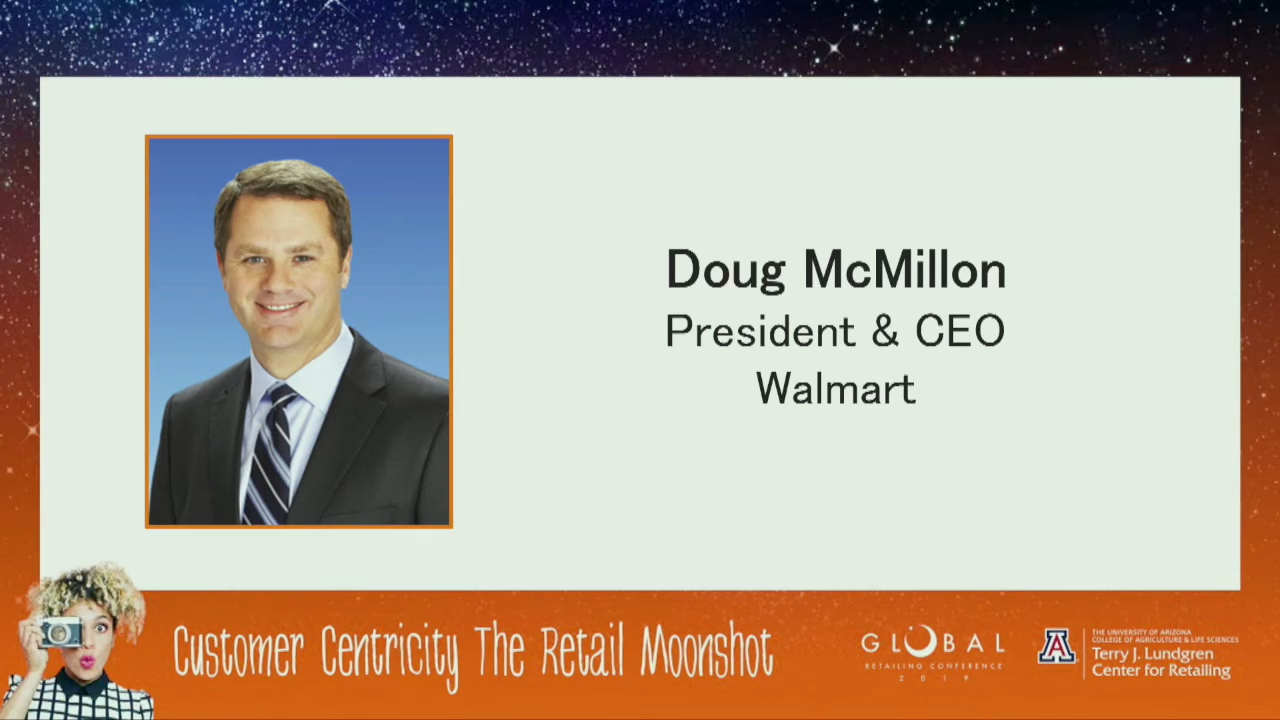 Doug McMillon
President & CEO
Walmart
Customer Centricity The Retail Moonshot
GLOBAL
RETAILING CONFERENCE
2019
A
THE UNIVERSITY OF ARIZONA
COLLEGE OF AGRICULTURE & LIFE SCIENCES
Terry J. Lundgren
Center for Retailing